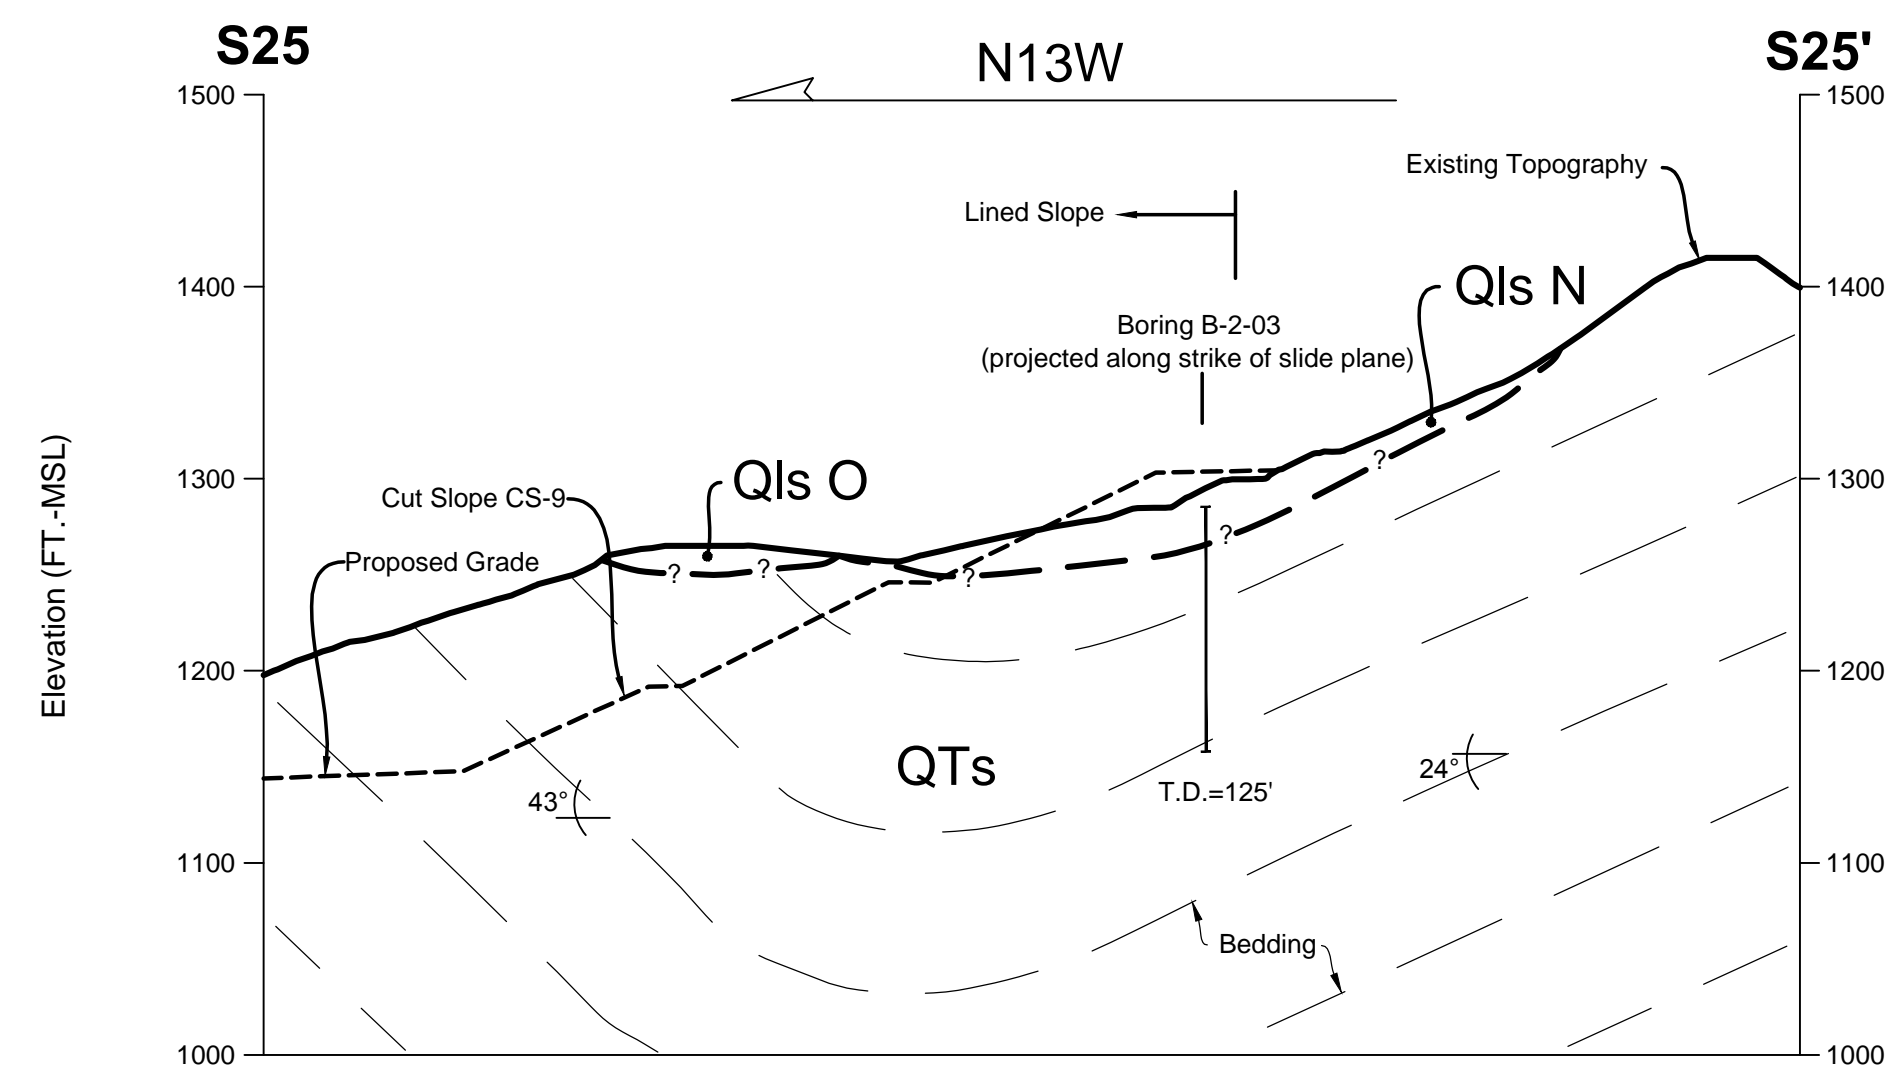 S25
N13W
S25'
1500
1500
Existing Topography
Lined Slope
1400
Qls N
1400
Boring B-2-03
(projected along strike of slide plane)
Elevation (FT.-MSL)
1300
Qls O
?
1300
Cut Slope CS-9
?
Proposed Grade
?
?
?
1200
1200
QTs
24°
43°
T.D.=125'
1100
1100
Bedding
1000
1000